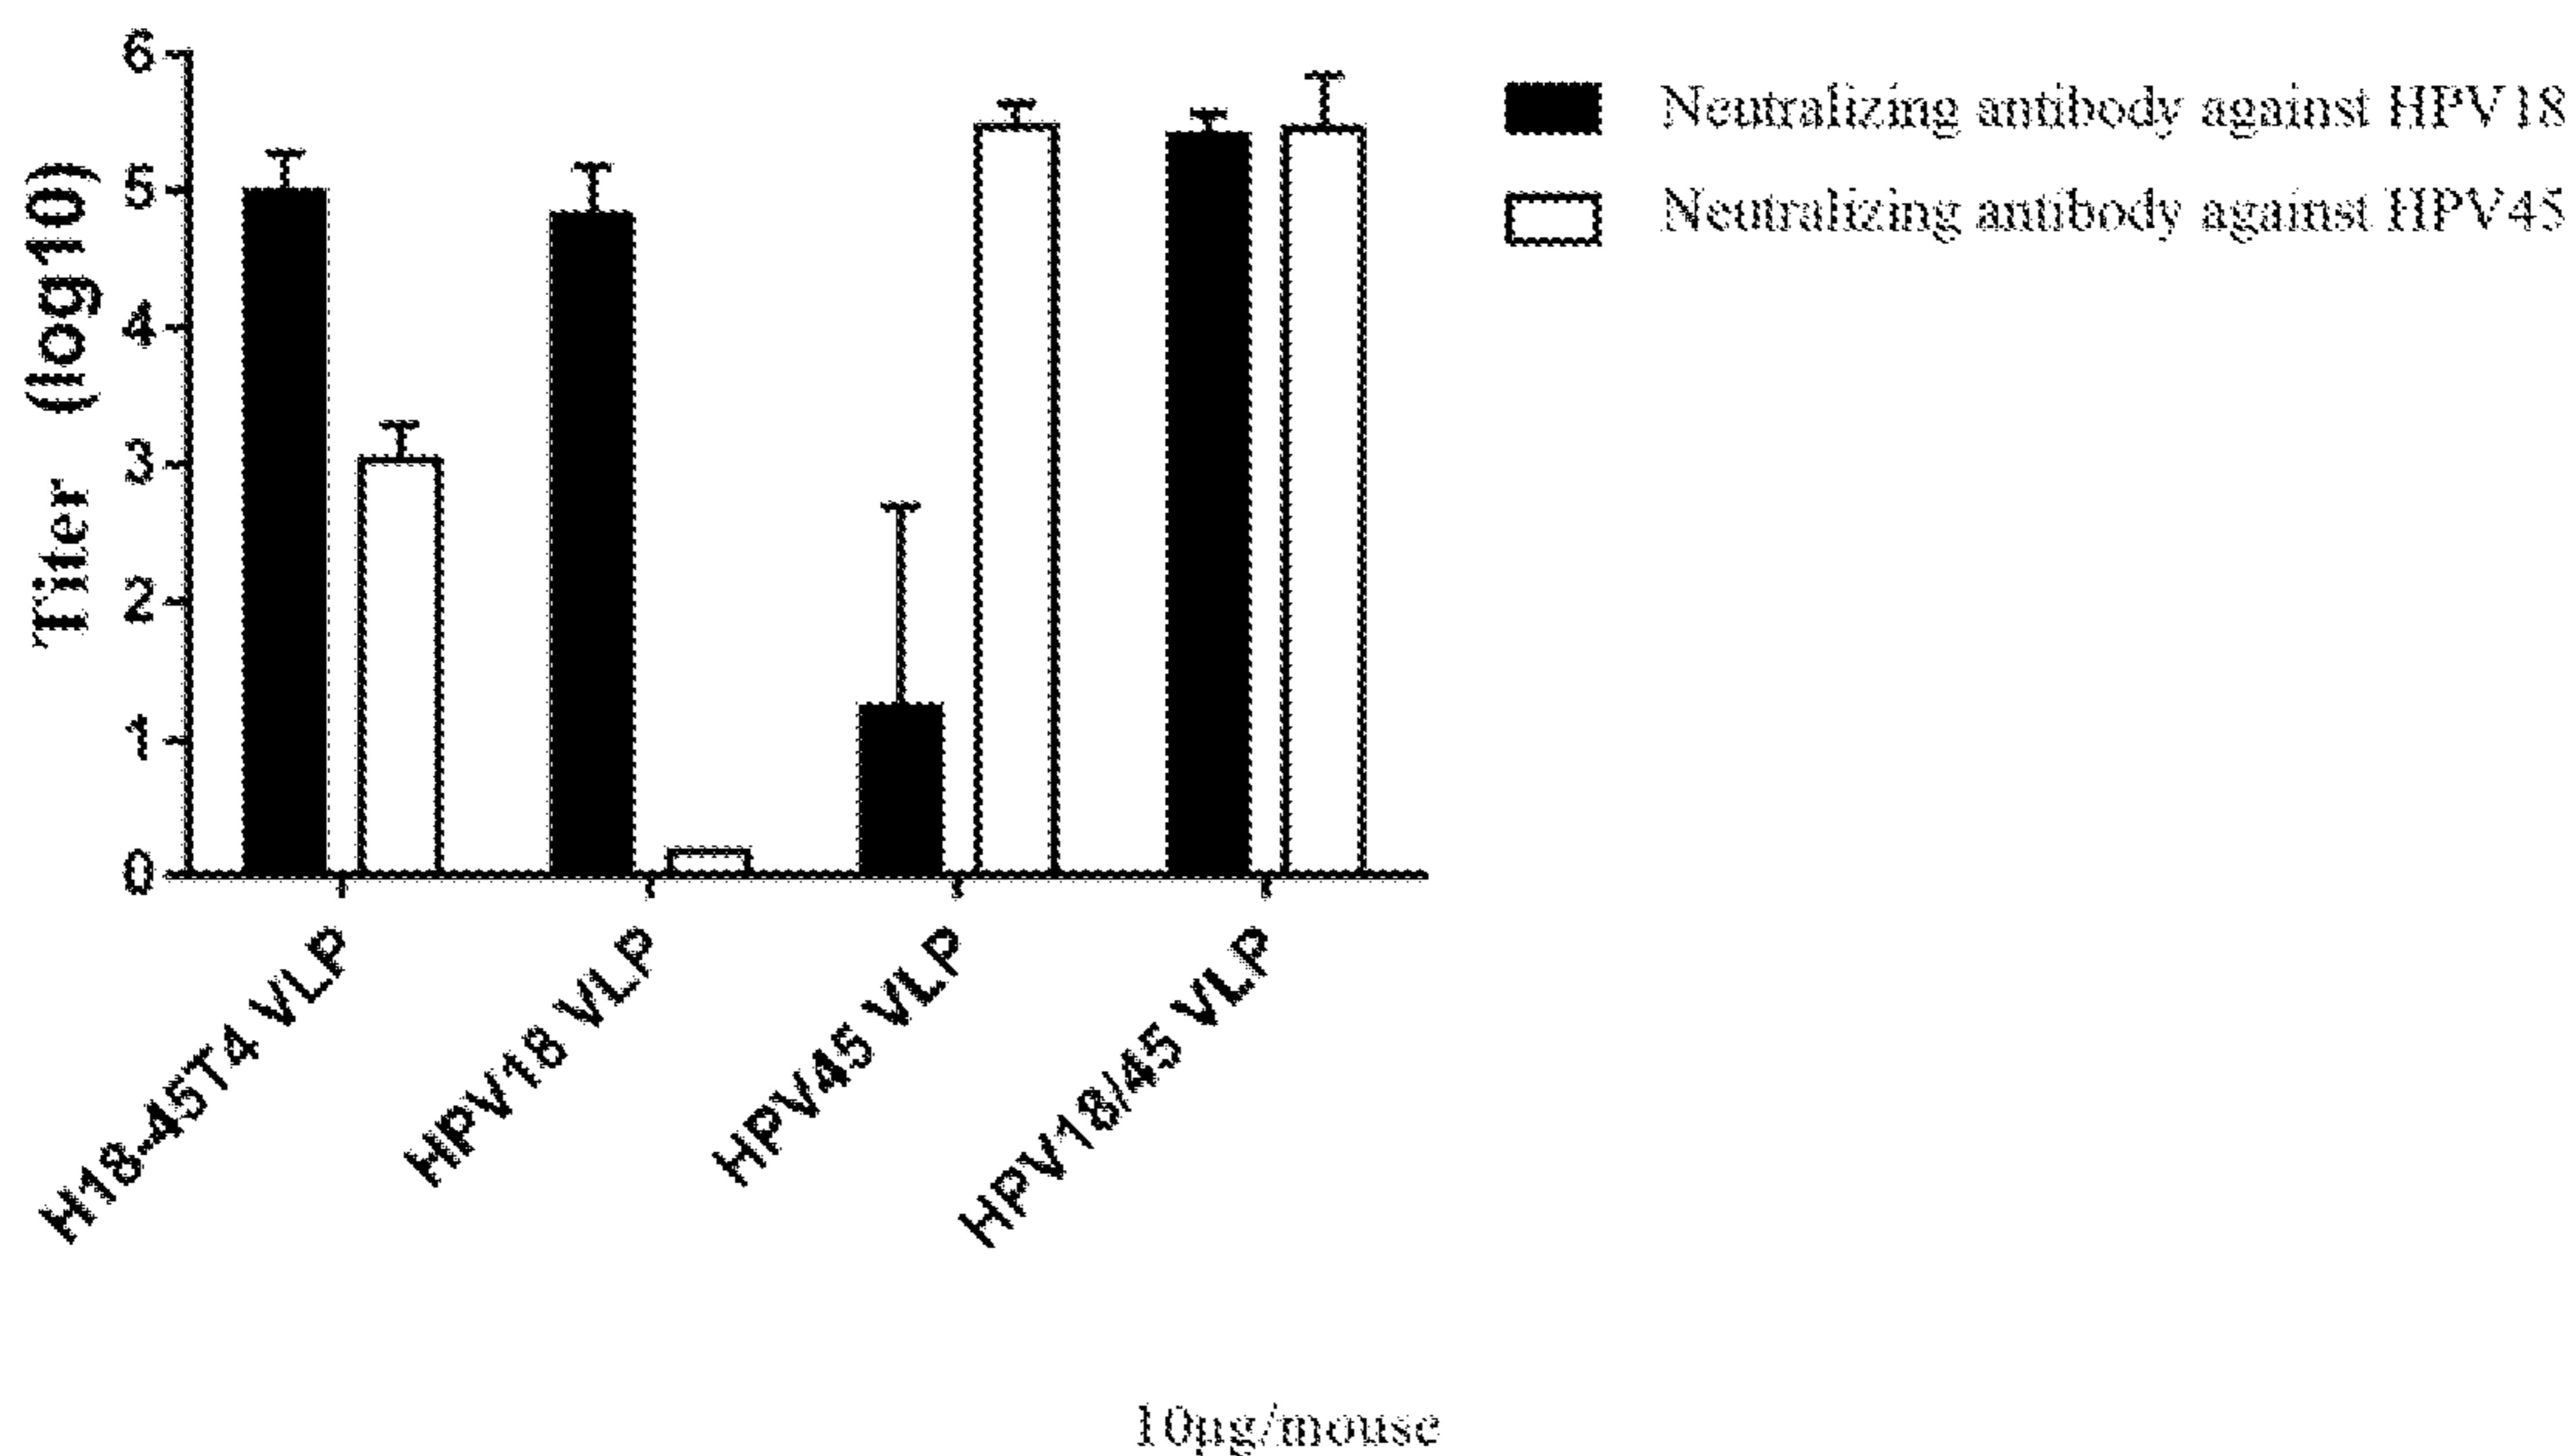 Titer (log10)
6
5
4
3
2
1
0
H18-45T4 VLP
HPV18 VLP
HPV45 VLP
HPV18/45 VLP
Neutralizing antibody against HPV18
Neutralizing antibody against HPV45
10μg/mouse